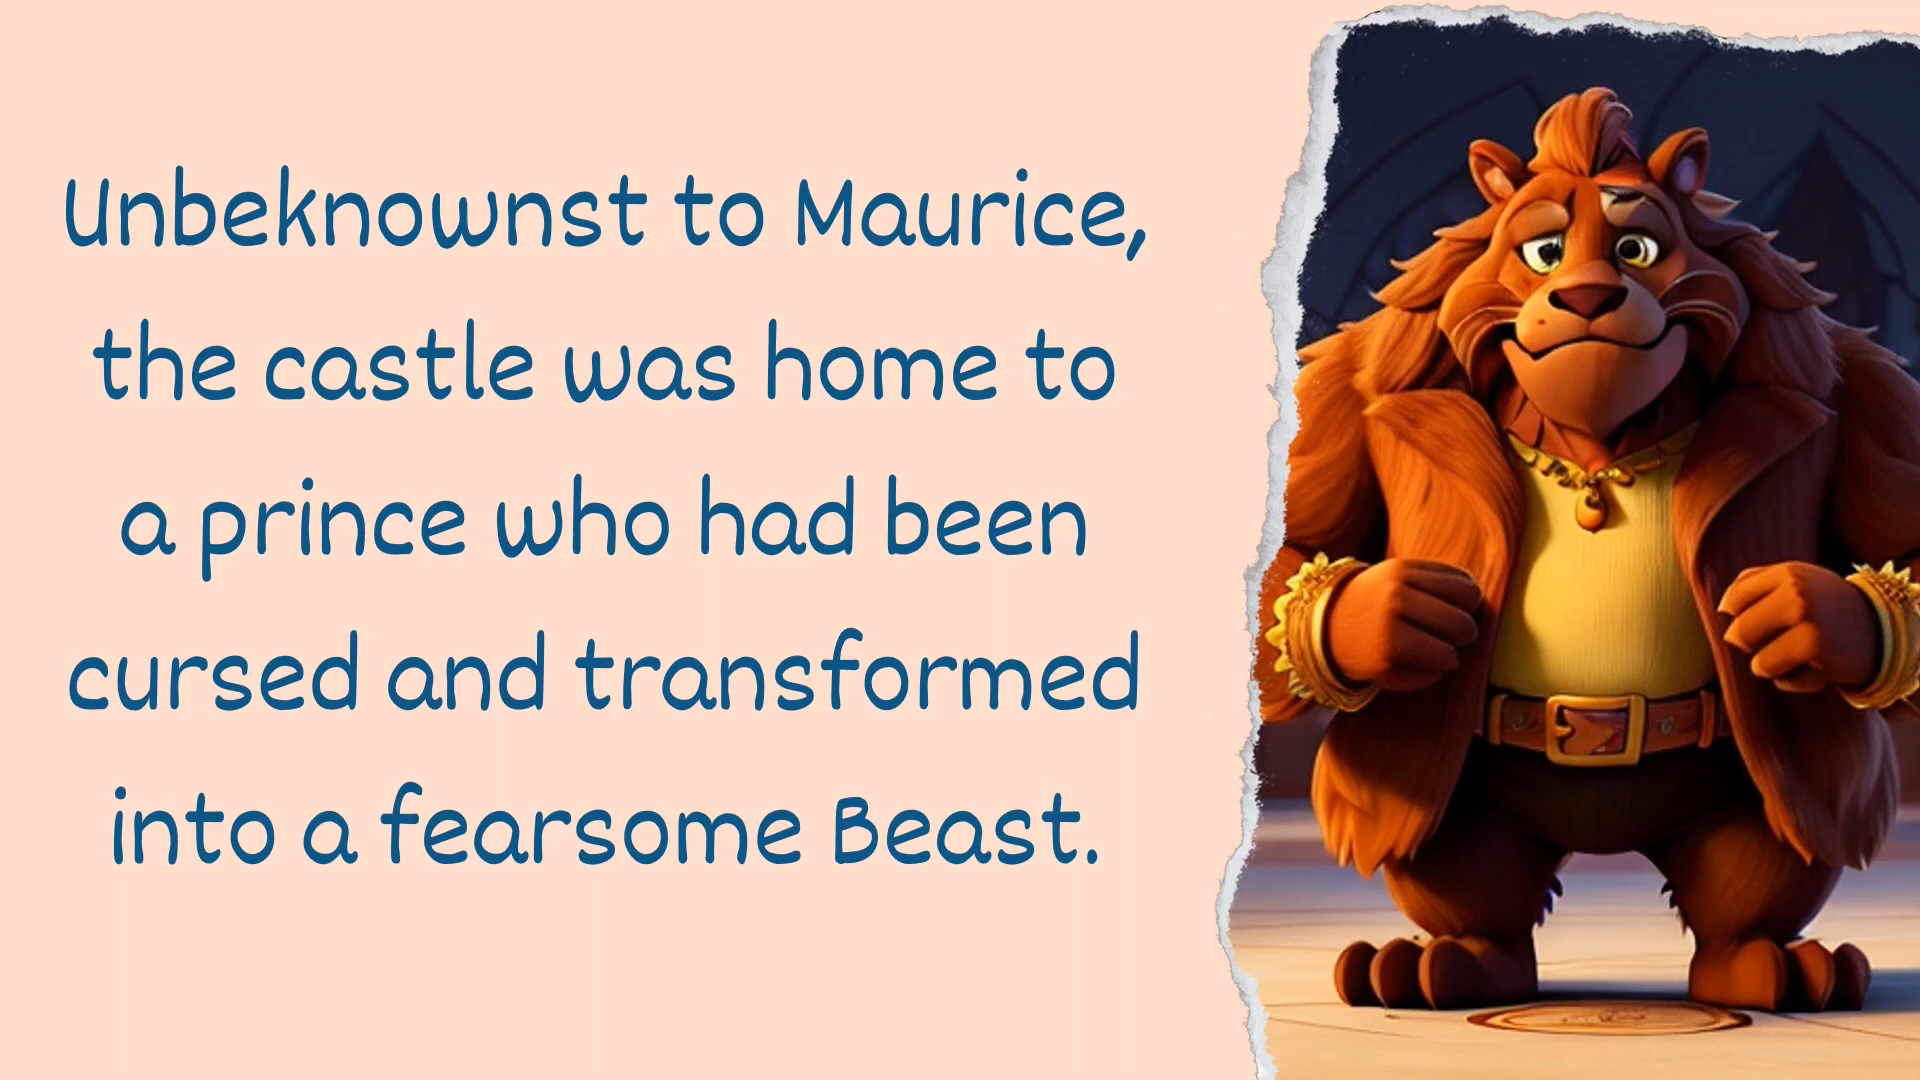 Unbeknownst to Maurice,
the castle was home to
a prince who had been
cursed and transformed
into a fearsome Beast.